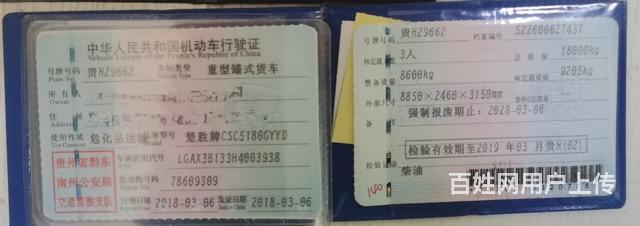 中华人民共和国机动车行驶证
Vehicle License of the People's Republic of China
号牌号码 贵HZ9662 车辆类型 重型罐式货车
Plate No. Vehicle Type
所有人
Owner
住址
使用性质 危化品运输 品牌型号 楚胜牌CSC5180GYYD
Use Character
贵州省黔东
南州公安局
交通警察支队
车辆识别代号 LGAX3B133H4003938
VIN
发动机号码 78609309
Engine No.
注册日期 2018-03-06 发证日期 2018-03-06
号牌号码 贵HZ9662 档案编号 522600627437
核定载人数 3人 总质量 18000kg
整备质量 8600kg 核定载质量 9205kg
外廓尺寸 8850×2460×3150mm
强制报废期止：2028-03-06
检验有效期至2019 年03 月贵H(02)
检验记录
柴油
百姓网用户上传